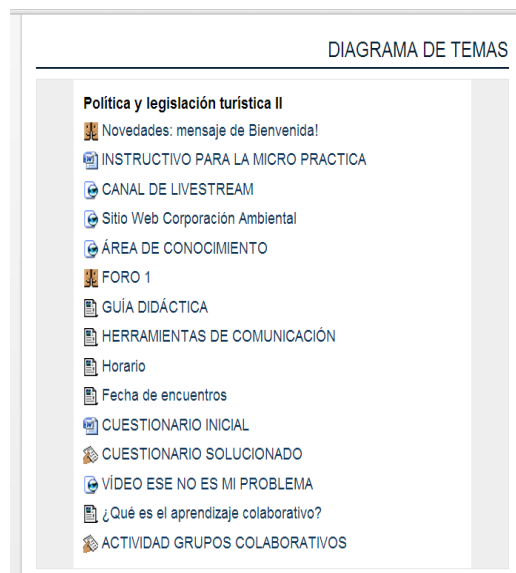 DIAGRAMA DE TEMAS
Política y legislación turística II
Novedades: mensaje de Bienvenida!
INSTRUCTIVO PARA LA MICRO PRACTICA
CANAL DE LIVESTREAM
Sitio Web Corporación Ambiental
ÁREA DE CONOCIMIENTO
FORO 1
GUÍA DIDÁCTICA
HERRAMIENTAS DE COMUNICACIÓN
Horario
Fecha de encuentros
CUESTIONARIO INICIAL
CUESTIONARIO SOLUCIONADO
VÍDEO ESE NO ES MI PROBLEMA
¿Qué es el aprendizaje colaborativo?
ACTIVIDAD GRUPOS COLABORATIVOS